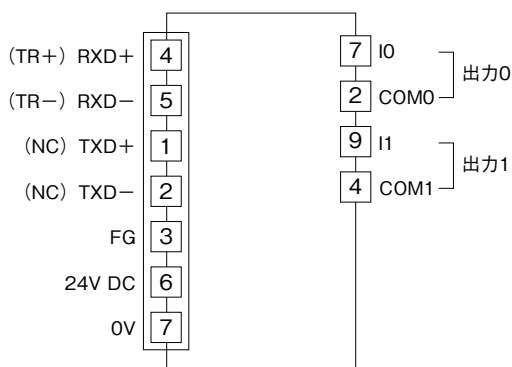 (TR+) RXD+ 4
(TR−) RXD− 5
(NC) TXD+ 1
(NC) TXD− 2
FG 3
24V DC 6
0V 7
7 I0
2 COM0
出力0
9 I1
4 COM1
出力1